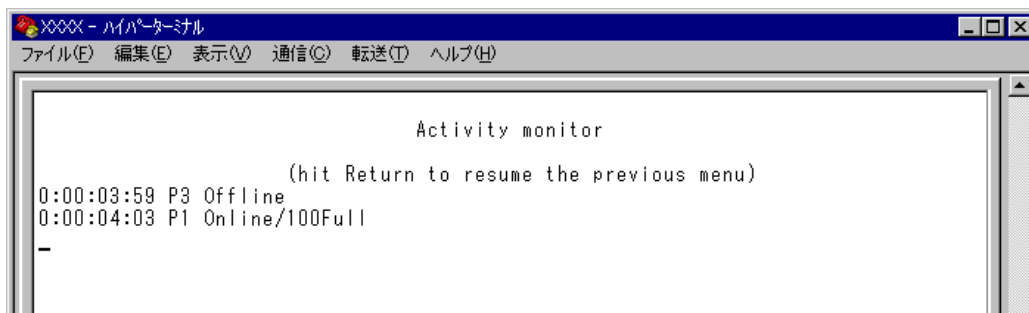 XXXX - ハイパーターミナル
ファイル(F) 編集(E) 表示(V) 通信(C) 転送(T) ヘルプ(H)
Activity monitor
(hit Return to resume the previous menu)
0:00:03:59 P3 Offline
0:00:04:03 P1 Online/100Full